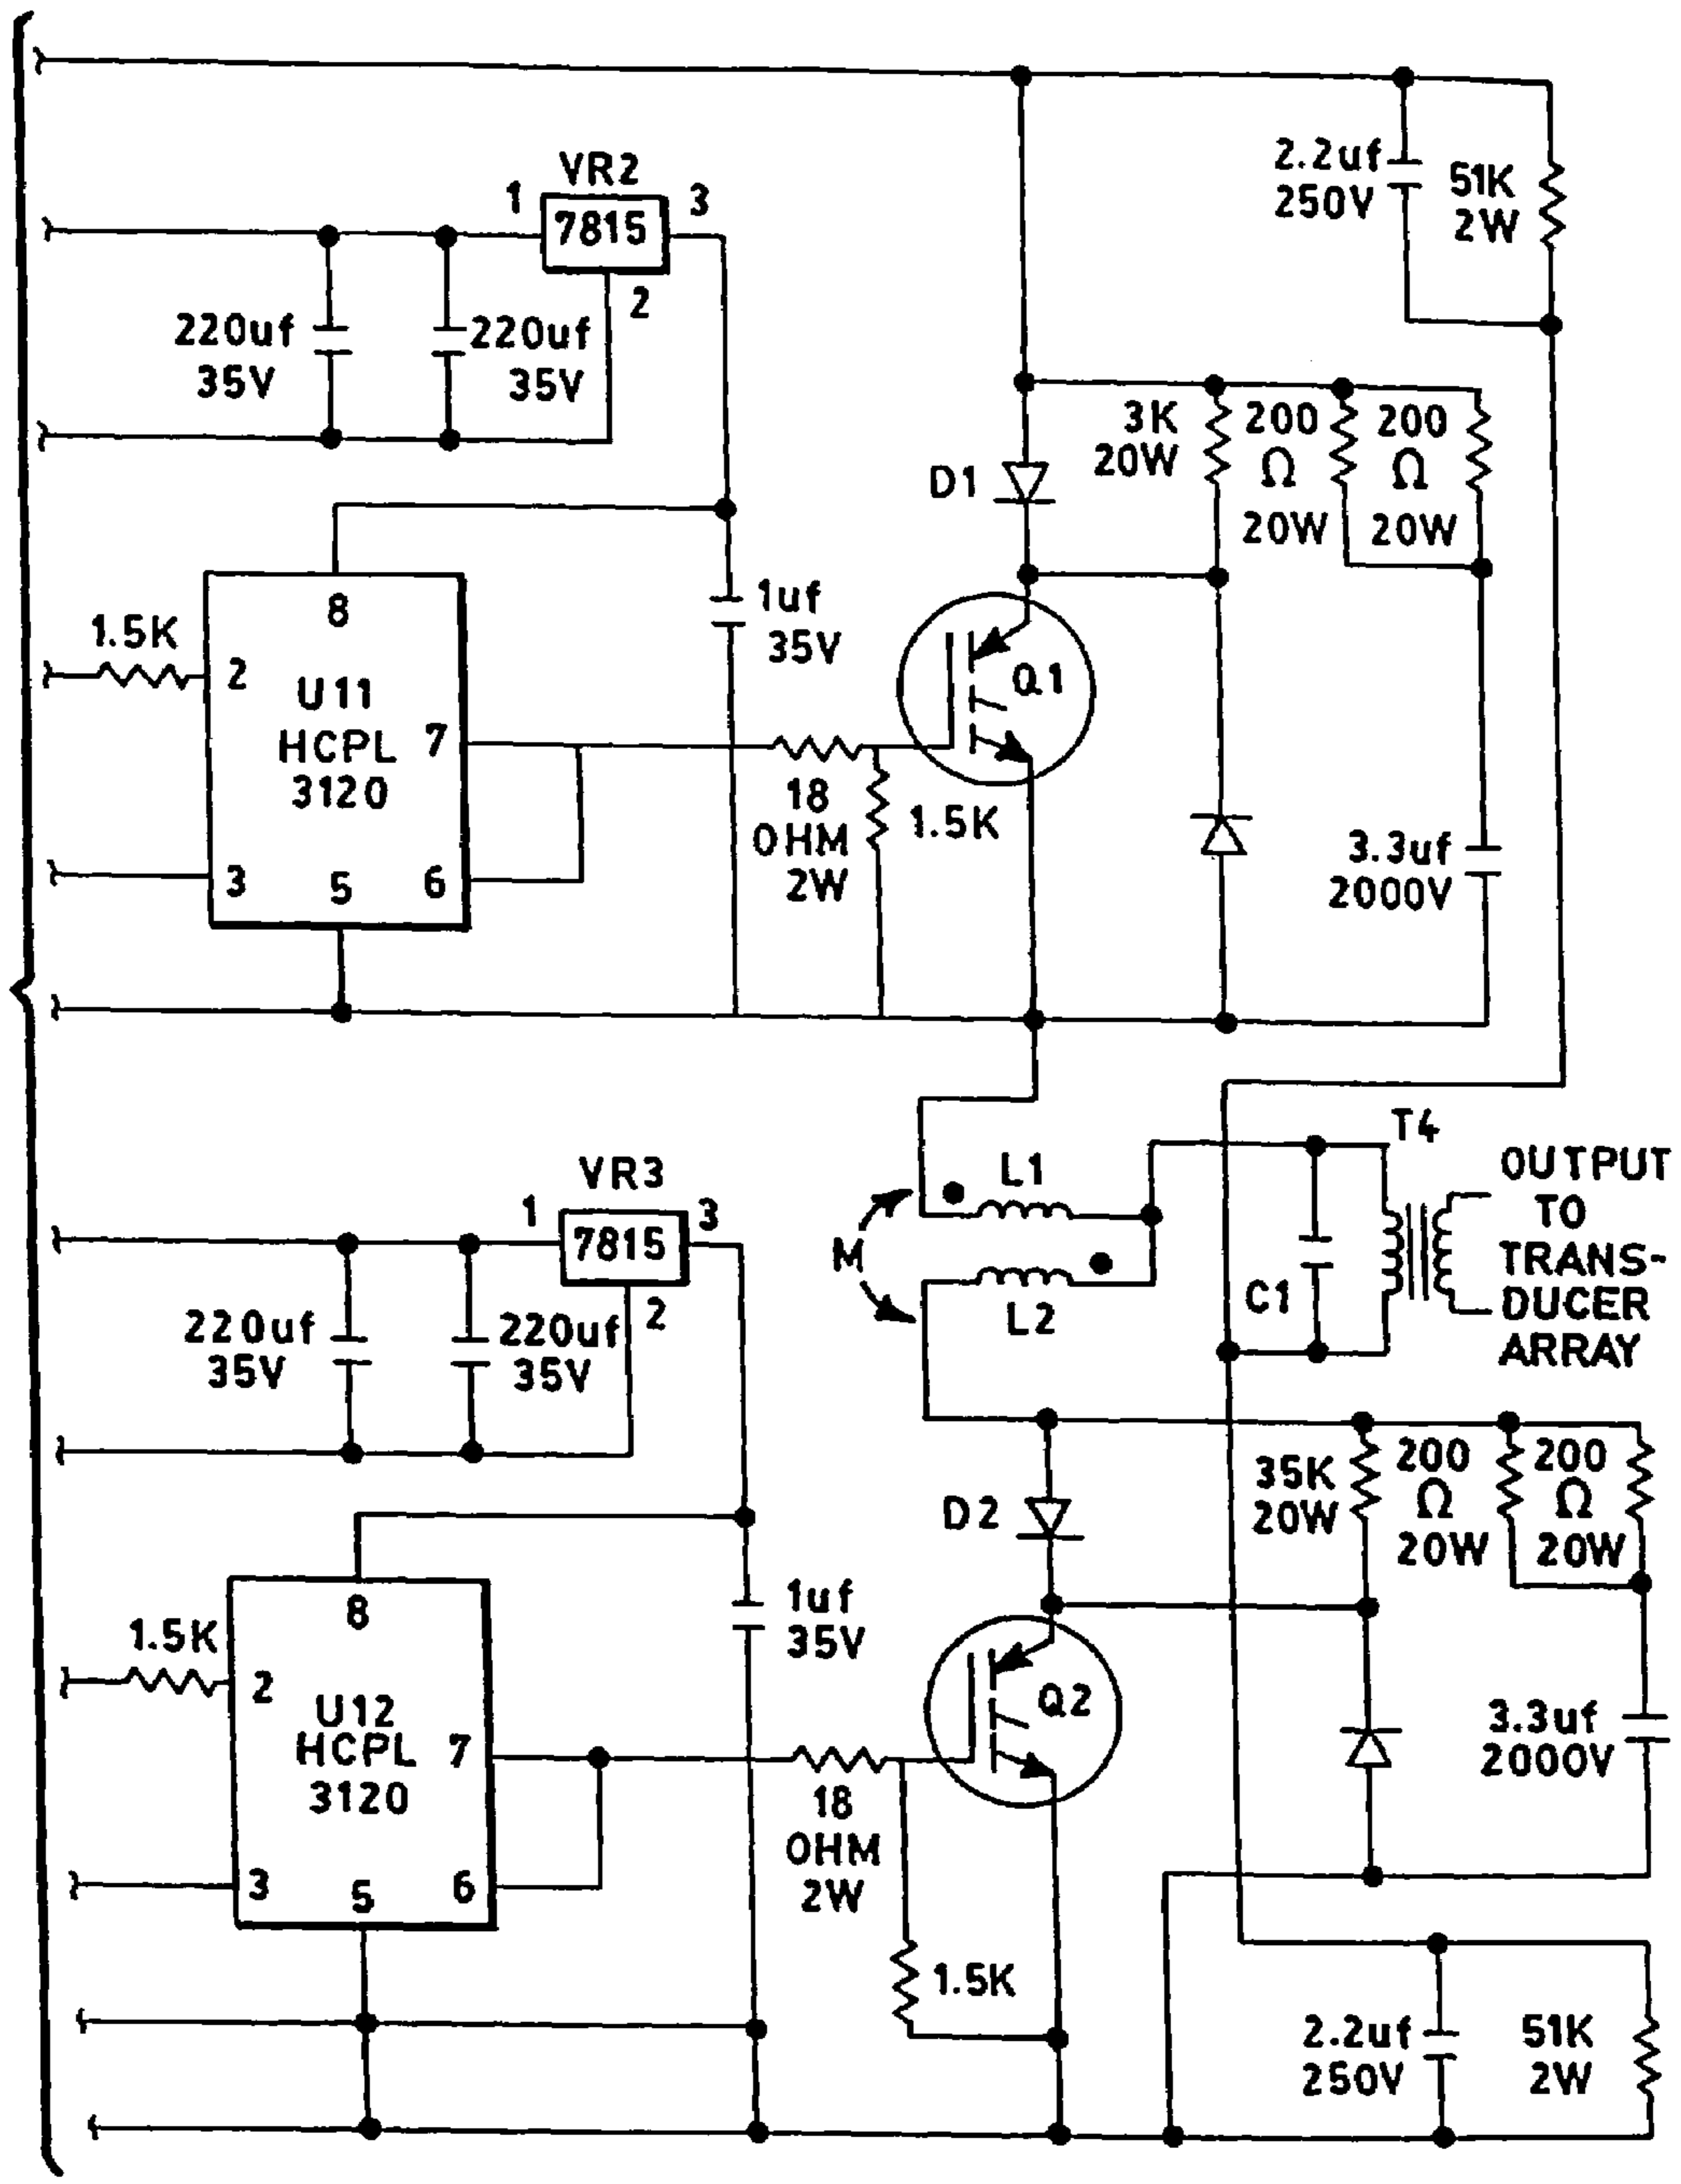 2.2uf
250V
51K
2W
VR2
1
7815
3
2
220uf
35V
220uf
35V
3K
20W
200
Ω
20W
200
Ω
20W
D1
8
1.5K
2
U11
HCPL
3120
7
3
5
6
1uf
35V
Q1
18
OHM
2W
1.5K
3.3uf
2000V
T4
OUTPUT
TO
TRANS-
DUCER
ARRAY
L1
M
L2
C1
VR3
1
7815
3
2
220uf
35V
220uf
35V
35K
20W
200
Ω
20W
200
Ω
20W
D2
8
1.5K
2
U12
HCPL
3120
7
3
5
6
1uf
35V
Q2
18
OHM
2W
1.5K
3.3uf
2000V
2.2uf
250V
51K
2W